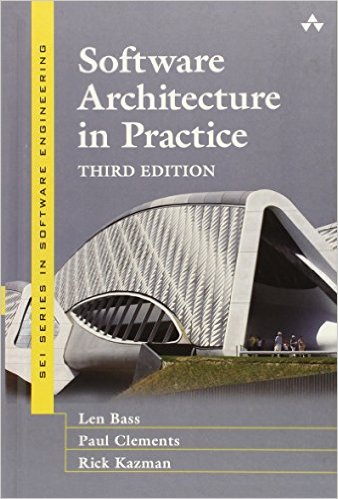 Software
Architecture
in Practice
THIRD EDITION
SEI SERIES IN SOFTWARE ENGINEERING
Len Bass
Paul Clements
Rick Kazman